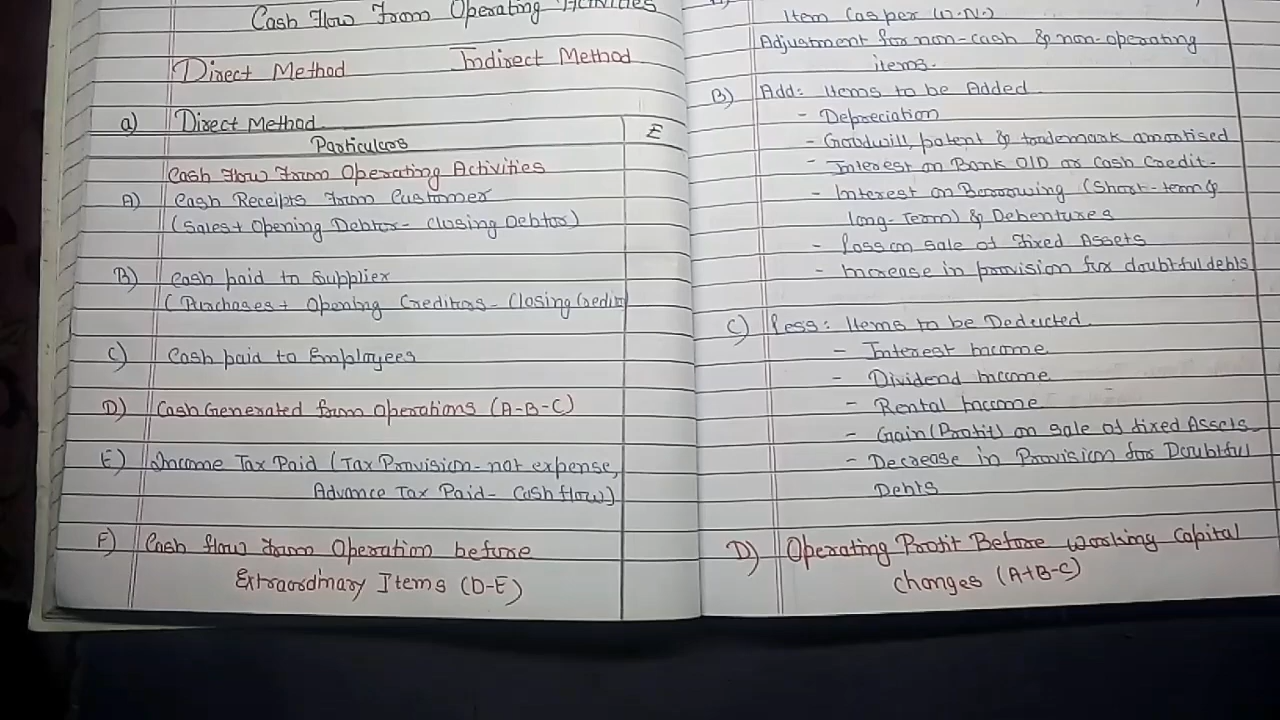 Cash Flow From Operating Activities
Direct Method Indirect Method
a) Direct Method
Particulars ₹
Cash Flow From Operating Activities
A) Cash Receipts From Customer
(Sales + Opening Debtor - Closing Debtor)
B) Cash paid to Supplier
(Purchases + Opening Creditors - Closing Creditor
C) Cash paid to Employees
D) Cash Generated from Operations (A-B-C)
E) Income Tax Paid (Tax Provision - not expense,
Advance Tax Paid - Cash flow)
F) Cash flow From Operation before
Extraordinary Items (D-E)
Item (as per W.N.)
Adjustment for non-cash & non-operating
items.
B) Add: Items to be Added
- Depreciation
- Goodwill, patent & trademark amortised
- Interest on Bank O/D or Cash Credit.
- Interest on Borrowing (Short-term &
long-Term) & Debentures
- Loss on Sale of Fixed Assets
- Increase in provision for doubtful debts
C) Less: Items to be Deducted.
- Interest Income
- Dividend Income
- Rental Income
- Gain (Profit) on Sale of fixed Assets
- Decrease in Provision for Doubtful
Debts
D) Operating Profit Before Working Capital
changes (A+B-C)